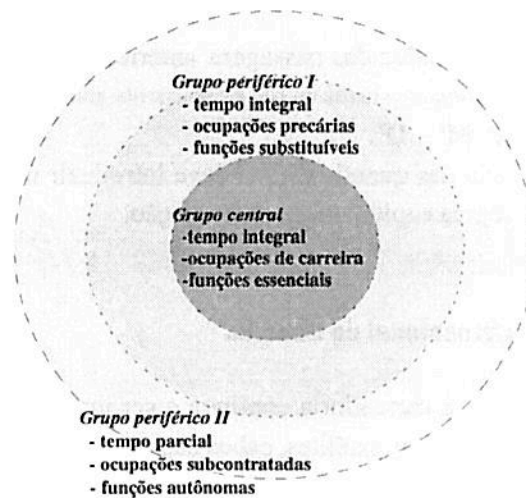 Grupo periférico I
- tempo integral
- ocupações precárias
- funções substituíveis
Grupo central
-tempo integral
-ocupações de carreira
-funções essenciais
Grupo periférico II
- tempo parcial
- ocupações subcontratadas
- funções autônomas